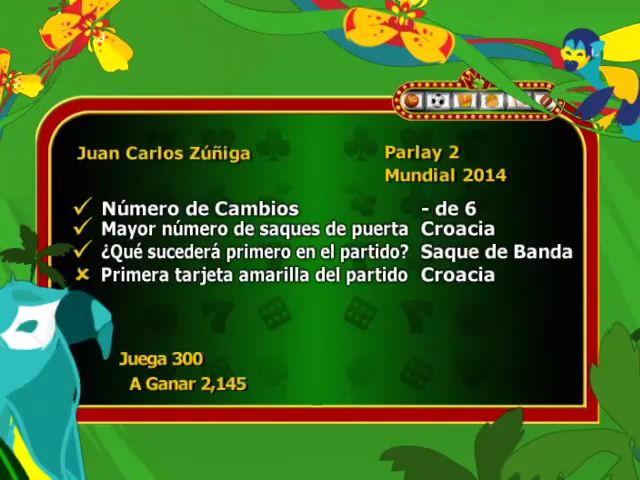 Juan Carlos Zúñiga
Parlay 2
Mundial 2014
Número de Cambios - de 6
Mayor número de saques de puerta Croacia
¿Qué sucederá primero en el partido? Saque de Banda
Primera tarjeta amarilla del partido Croacia
Juega 300
A Ganar 2,145